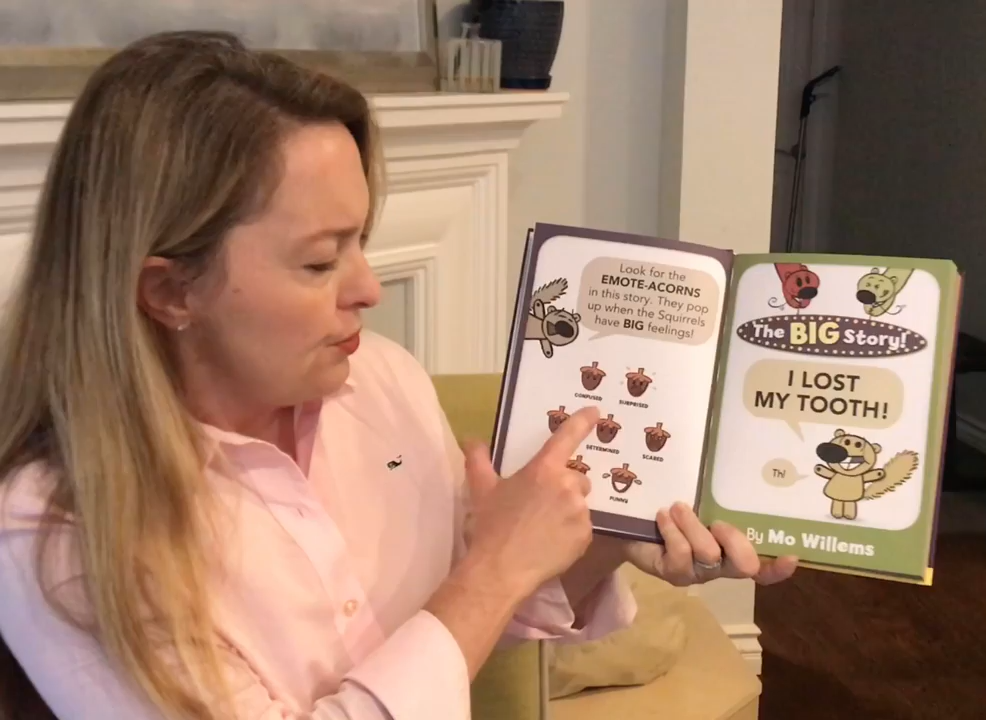 Look for the
EMOTE-ACORNS
in this story. They pop
up when the Squirrels
have BIG feelings!
CONFUSED
SURPRISED
DETERMINED
SCARED
FUNNY
The BIG Story!
I LOST
MY TOOTH!
Th!
By Mo Willems